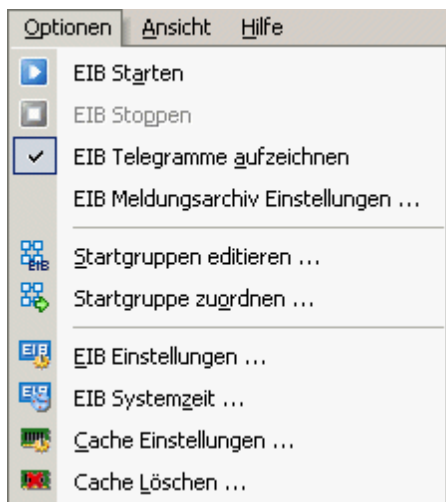 Optionen Ansicht Hilfe
EIB Starten
EIB Stoppen
EIB Telegramme aufzeichnen
EIB Meldungsarchiv Einstellungen ...
Startgruppen editieren ...
Startgruppe zuordnen ...
EIB Einstellungen ...
EIB Systemzeit ...
Cache Einstellungen ...
Cache Löschen ...